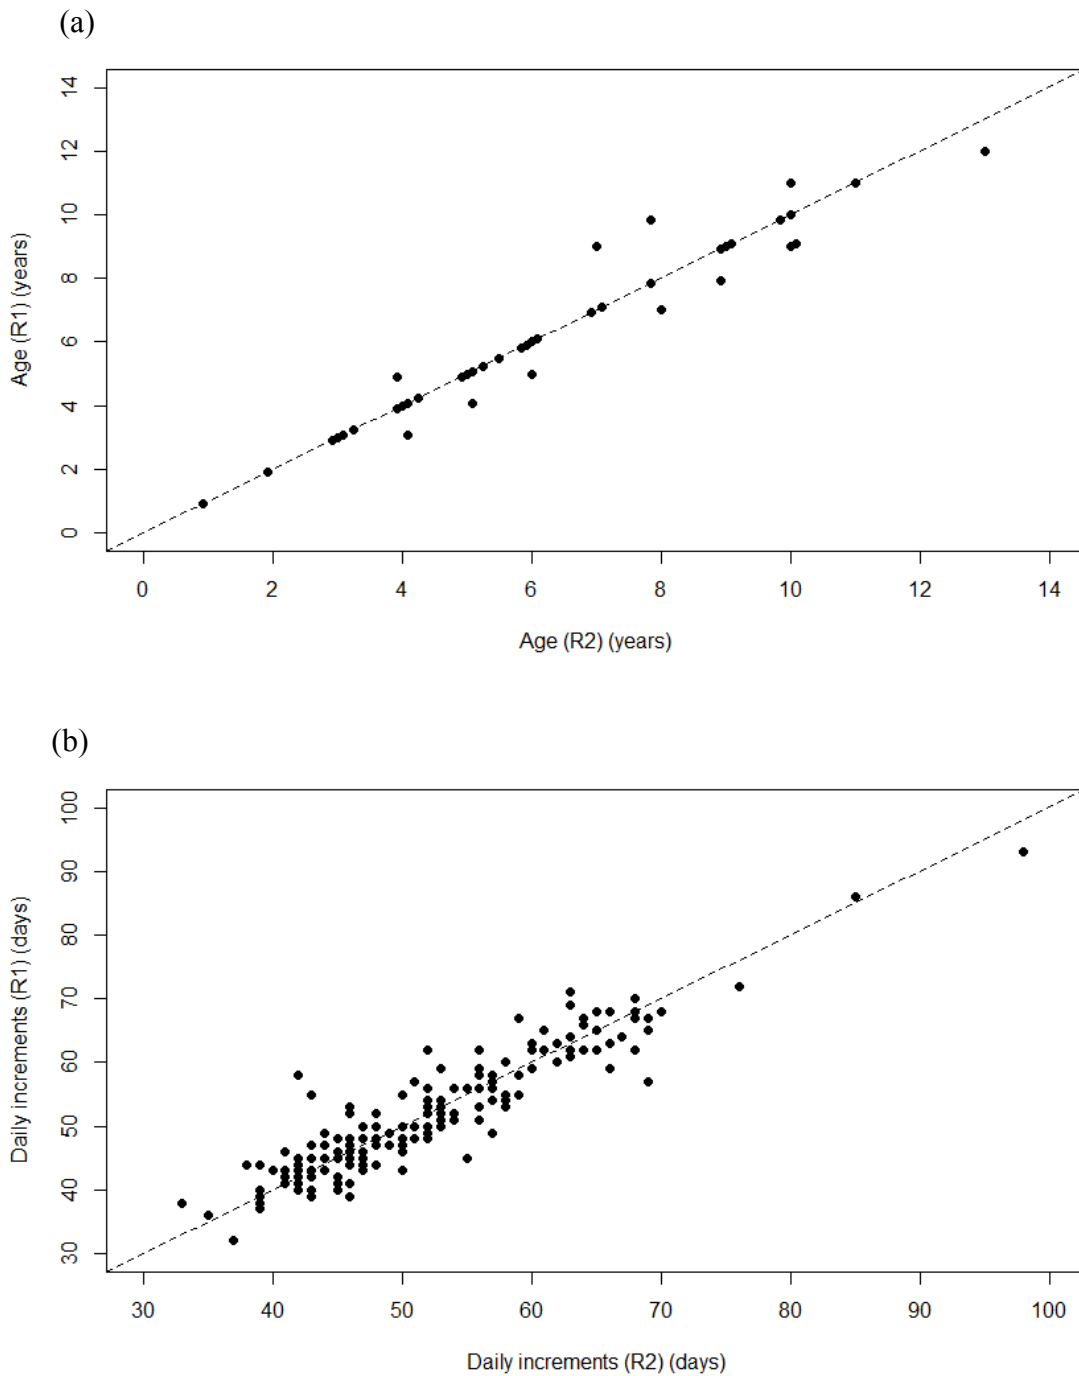 (a)
Age (R1) (years)
14
12
10
8
6
4
2
0
0 2 4 6 8 10 12 14
Age (R2) (years)
(b)
Daily increments (R1) (days)
100
90
80
70
60
50
40
30
30 40 50 60 70 80 90 100
Daily increments (R2) (days)